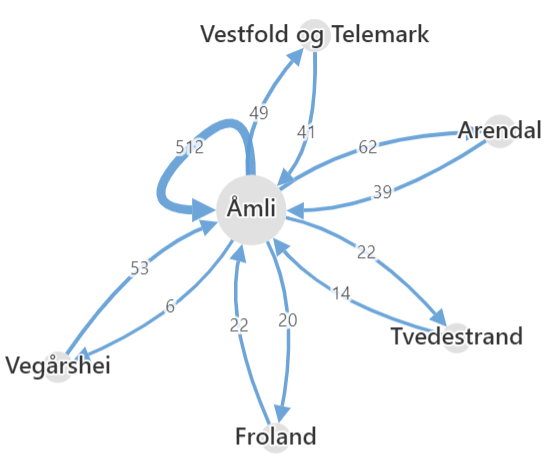 Vestfold og Telemark
49
41
Arendal
512
62
39
Åmli
22
53
14
6
22
20
Tvedestrand
Vegårshei
Froland